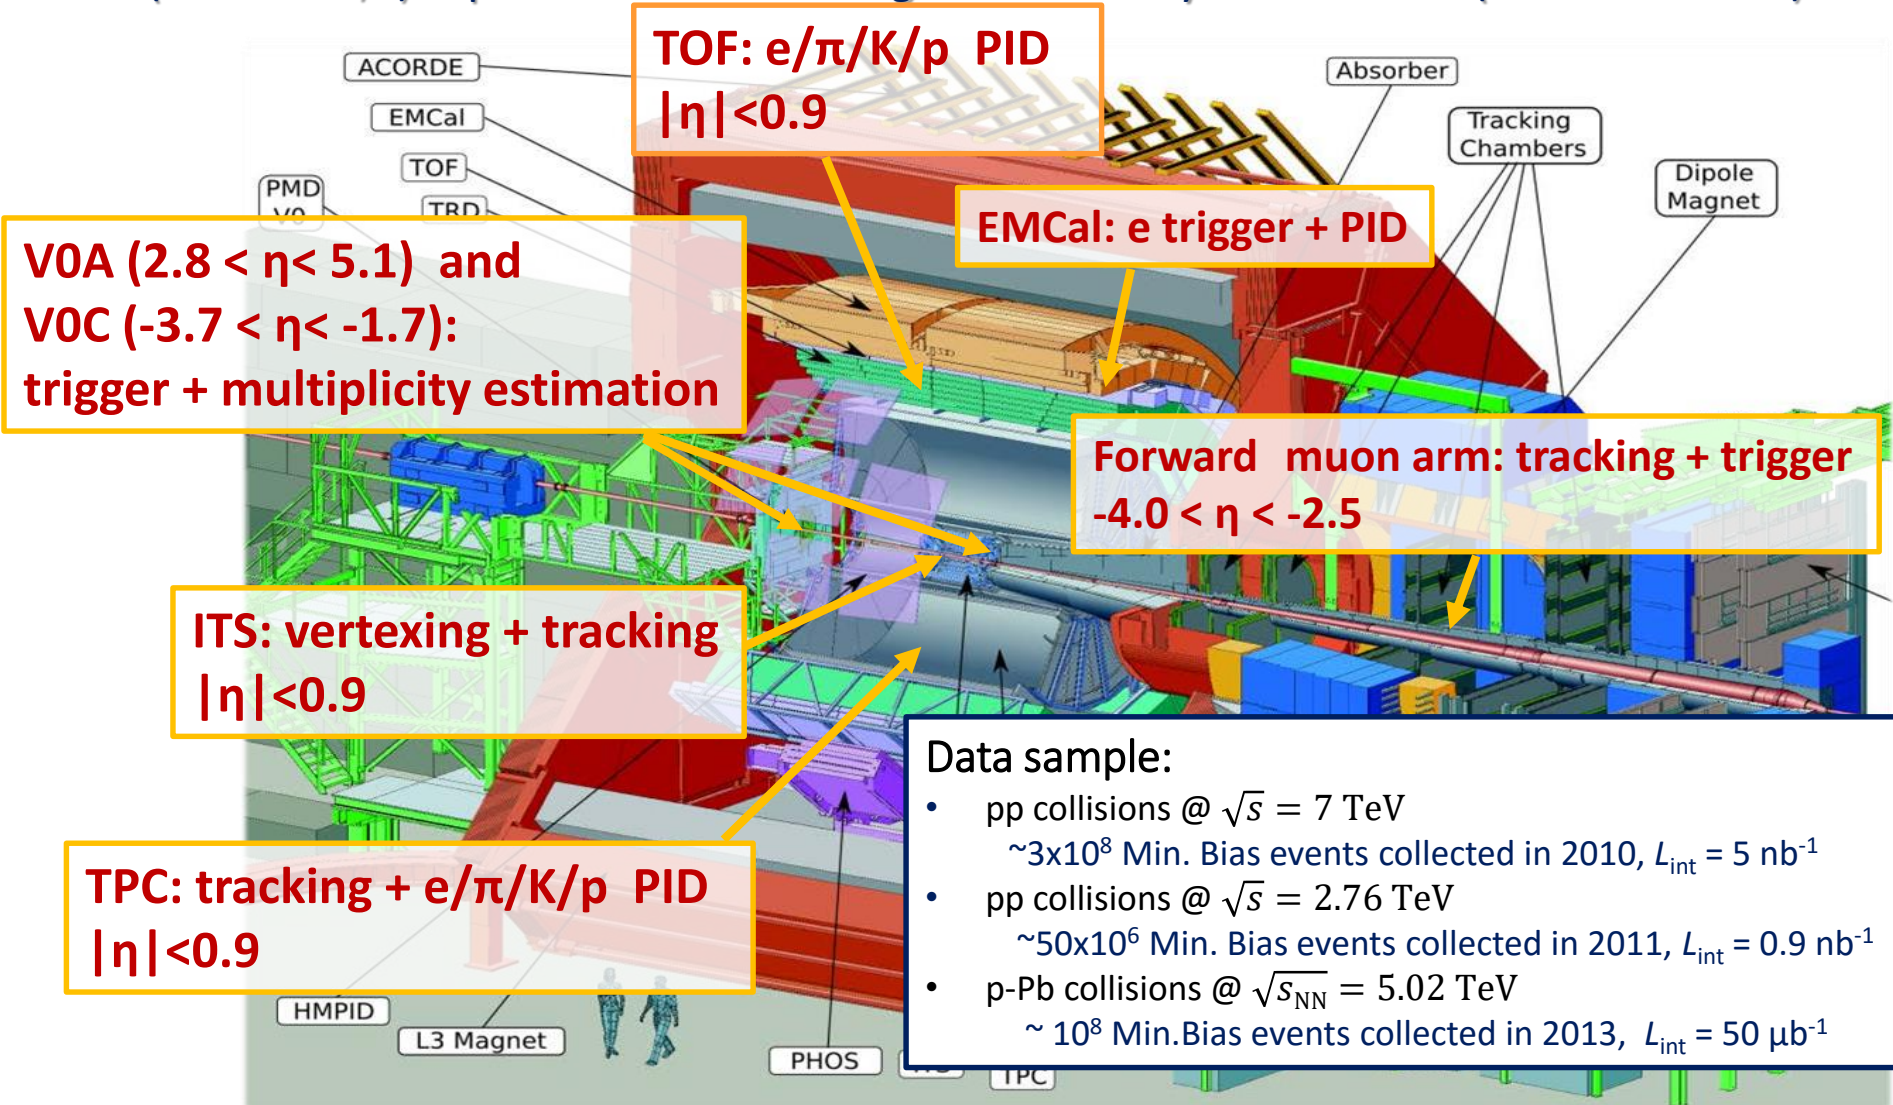 TOF: e/π/K/p PID
|η|<0.9
ACORDE
EMCal
TOF
TRD
PMD
V0
Absorber
Tracking
Chambers
Dipole
Magnet
EMCal: e trigger + PID
V0A (2.8 < η< 5.1) and
V0C (-3.7 < η< -1.7):
trigger + multiplicity estimation
Forward muon arm: tracking + trigger
-4.0 < η < -2.5
ITS: vertexing + tracking
|η|<0.9
TPC: tracking + e/π/K/p PID
|η|<0.9
Data sample:
• pp collisions @ √s = 7 TeV
~3x10⁸ Min. Bias events collected in 2010, Lint = 5 nb⁻¹
• pp collisions @ √s = 2.76 TeV
~50x10⁶ Min. Bias events collected in 2011, Lint = 0.9 nb⁻¹
• p-Pb collisions @ √sNN = 5.02 TeV
~ 10⁸ Min.Bias events collected in 2013, Lint = 50 μb⁻¹
HMPID
L3 Magnet
PHOS
ITS
TPC